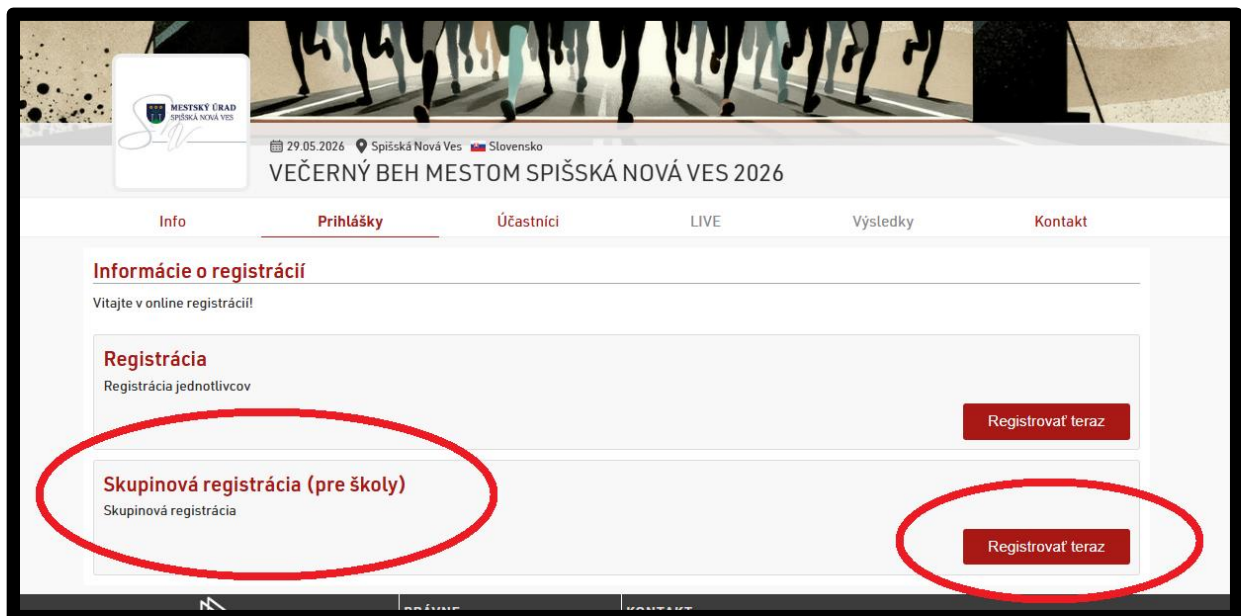 MESTSKÝ ÚRAD
SPIŠSKÁ NOVÁ VES
29.05.2026 Spišská Nová Ves Slovensko
VEČERNÝ BEH MESTOM SPIŠSKÁ NOVÁ VES 2026
Info Prihlášky Účastníci LIVE Výsledky Kontakt
Informácie o registrácií
Vitajte v online registrácií!
Registrácia
Registrácia jednotlivcov
Registrovať teraz
Skupinová registrácia (pre školy)
Skupinová registrácia
Registrovať teraz
PRÁVNE KONTAKT